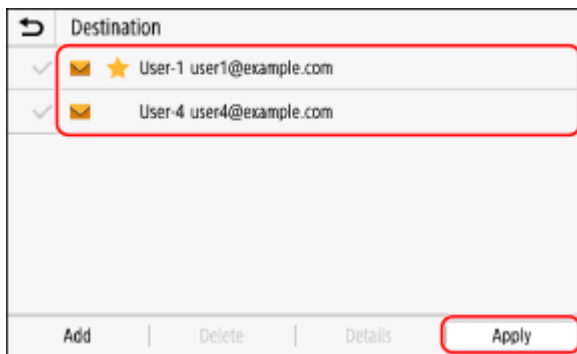 Destination
User-1 user1@example.com
User-4 user4@example.com
Add Delete Details Apply